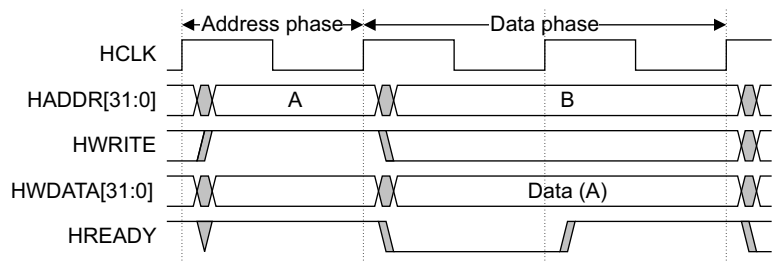 Address phase Data phase
HCLK
HADDR[31:0] A B
HWRITE
HWDATA[31:0] Data (A)
HREADY